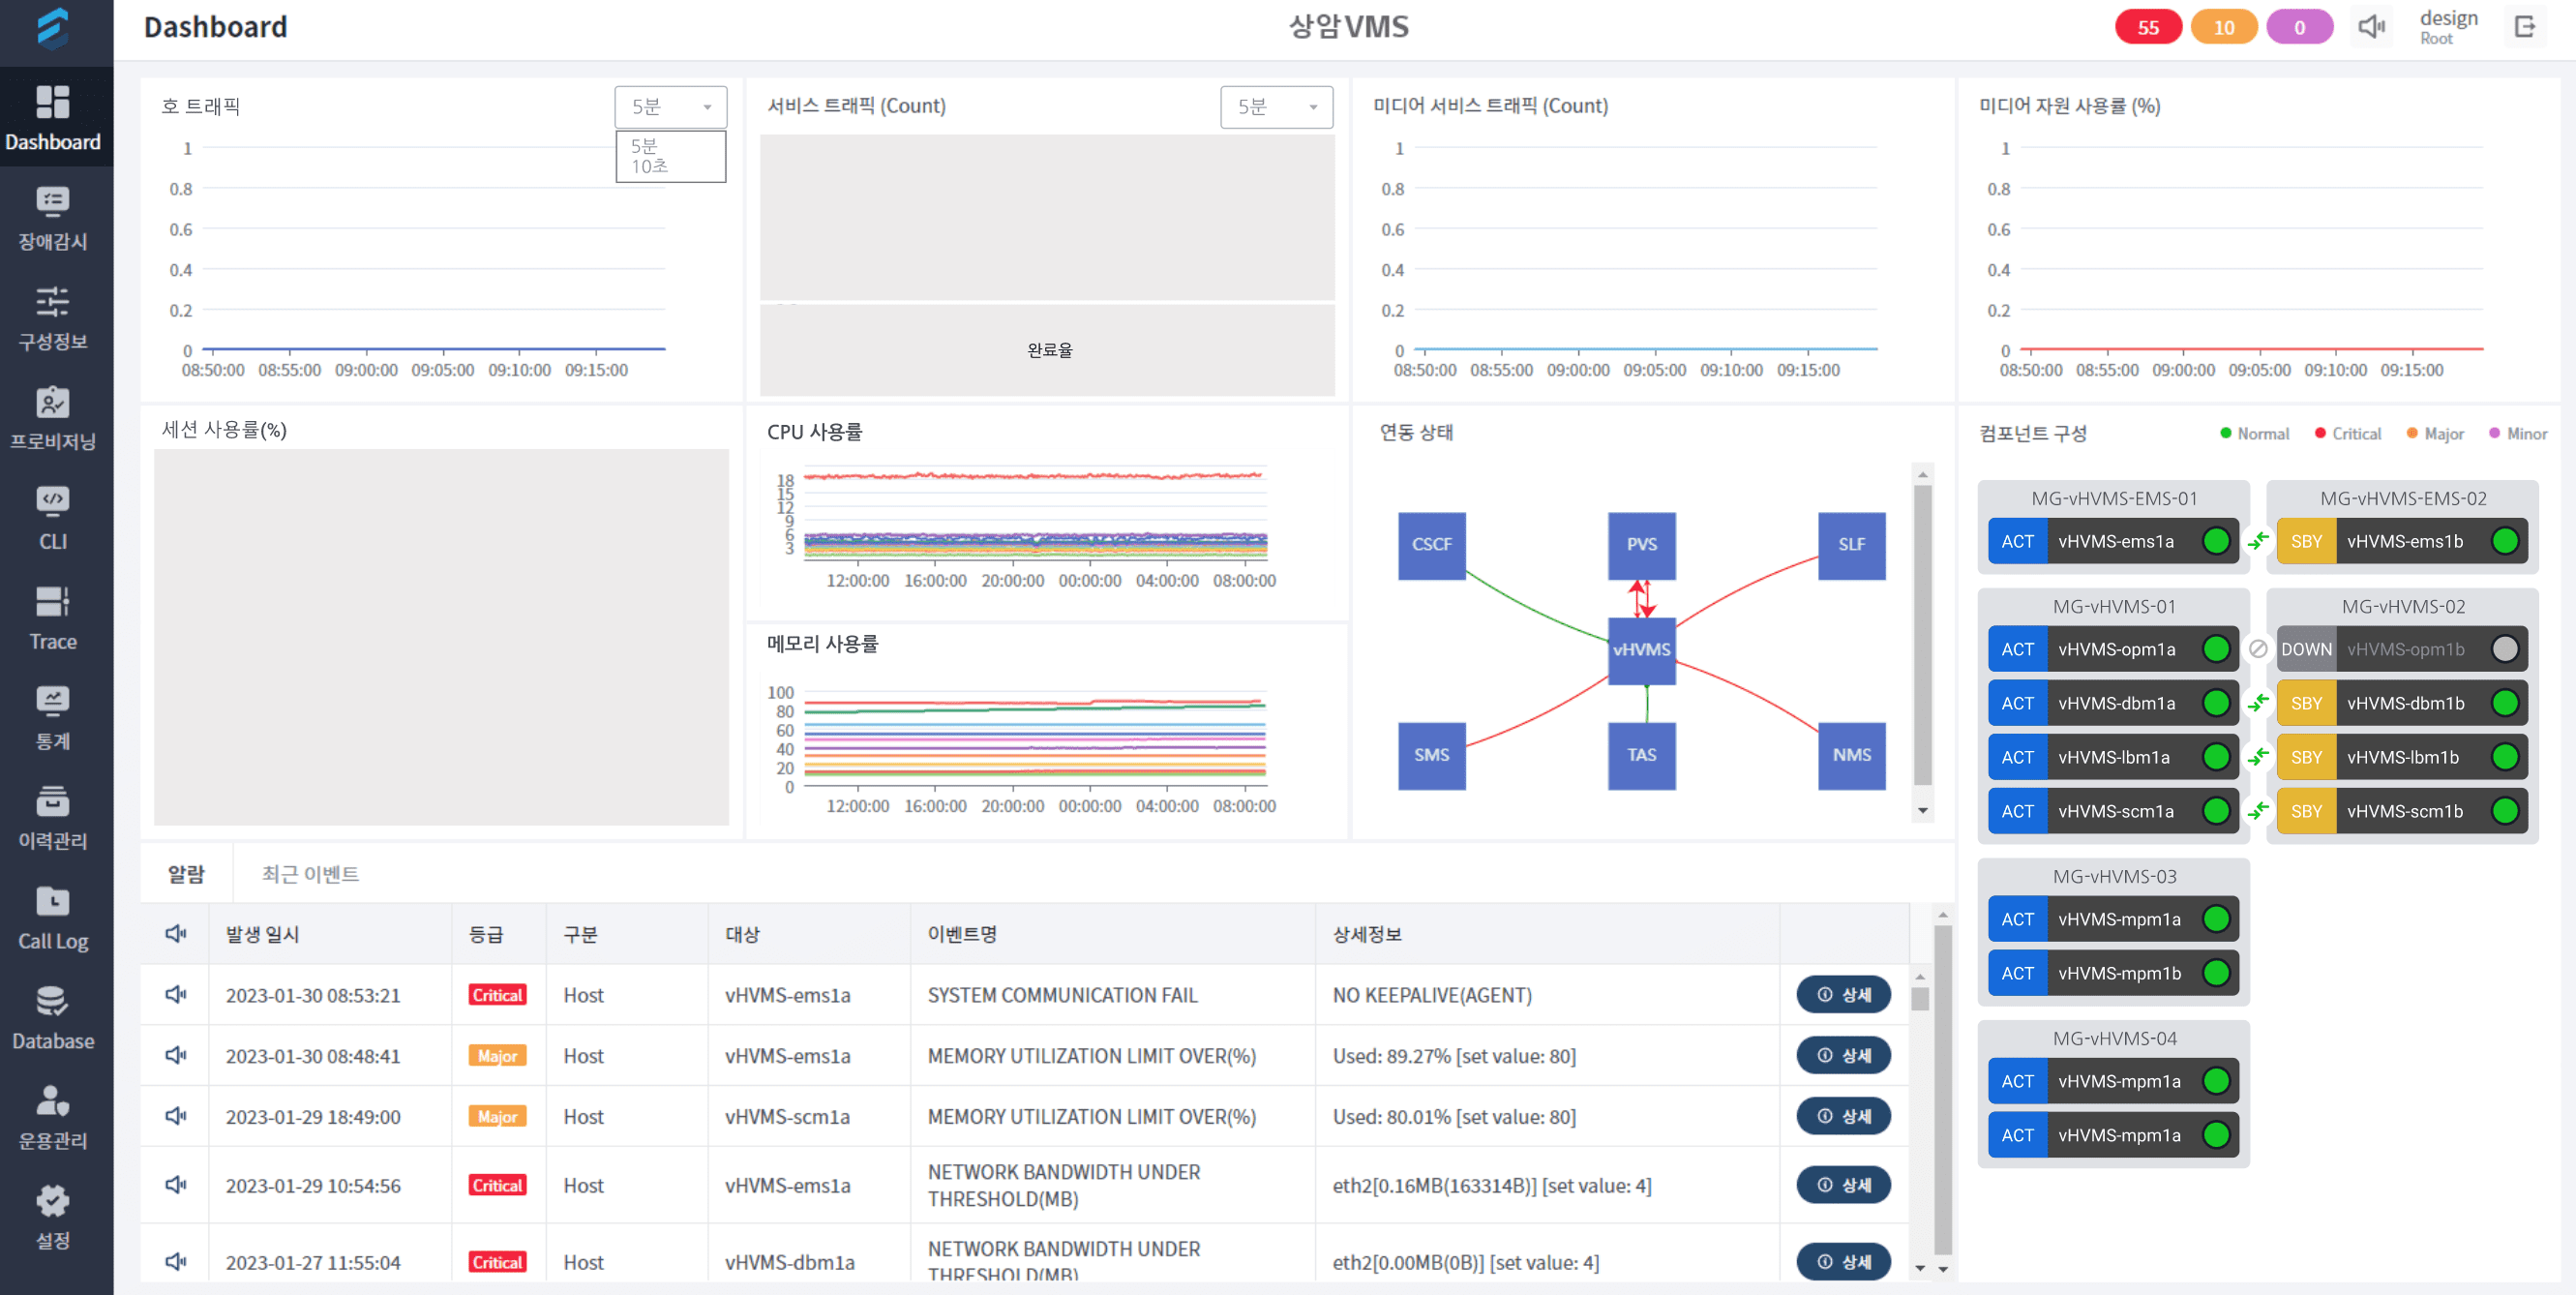 Dashboard
상암VMS
55
10
0
design
Root
Dashboard
장애감시
구성정보
프로비저닝
CLI
Trace
통계
이력관리
Call Log
Database
운용관리
설정
호 트래픽
5분
5분
10초
1
0.8
0.6
0.4
0.2
0
08:50:00 08:55:00 09:00:00 09:05:00 09:10:00 09:15:00
서비스 트래픽 (Count)
5분
완료율
미디어 서비스 트래픽 (Count)
1
0.8
0.6
0.4
0.2
0
08:50:00 08:55:00 09:00:00 09:05:00 09:10:00 09:15:00
미디어 자원 사용률 (%)
1
0.8
0.6
0.4
0.2
0
08:50:00 08:55:00 09:00:00 09:05:00 09:10:00 09:15:00
세션 사용률(%)
CPU 사용률
18
15
12
9
6
3
12:00:00 16:00:00 20:00:00 00:00:00 04:00:00 08:00:00
메모리 사용률
100
80
60
40
20
0
12:00:00 16:00:00 20:00:00 00:00:00 04:00:00 08:00:00
연동 상태
CSCF
PVS
SLF
vHVMS
SMS
TAS
NMS
컴포넌트 구성
Normal Critical Major Minor
MG-vHVMS-EMS-01
ACT vHVMS-ems1a
MG-vHVMS-EMS-02
SBY vHVMS-ems1b
MG-vHVMS-01
ACT vHVMS-opm1a
ACT vHVMS-dbm1a
ACT vHVMS-lbm1a
ACT vHVMS-scm1a
MG-vHVMS-02
DOWN vHVMS-opm1b
SBY vHVMS-dbm1b
SBY vHVMS-lbm1b
SBY vHVMS-scm1b
MG-vHVMS-03
ACT vHVMS-mpm1a
ACT vHVMS-mpm1b
MG-vHVMS-04
ACT vHVMS-mpm1a
ACT vHVMS-mpm1a
알람 최근 이벤트
발생 일시 등급 구분 대상 이벤트명 상세정보
2023-01-30 08:53:21 Critical Host vHVMS-ems1a SYSTEM COMMUNICATION FAIL NO KEEPALIVE(AGENT) 상세
2023-01-30 08:48:41 Major Host vHVMS-ems1a MEMORY UTILIZATION LIMIT OVER(%) Used: 89.27% [set value: 80] 상세
2023-01-29 18:49:00 Major Host vHVMS-scm1a MEMORY UTILIZATION LIMIT OVER(%) Used: 80.01% [set value: 80] 상세
2023-01-29 10:54:56 Critical Host vHVMS-ems1a NETWORK BANDWIDTH UNDER THRESHOLD(MB) eth2[0.16MB(163314B)] [set value: 4] 상세
2023-01-27 11:55:04 Critical Host vHVMS-dbm1a NETWORK BANDWIDTH UNDER THRESHOLD(MB) eth2[0.00MB(0B)] [set value: 4] 상세